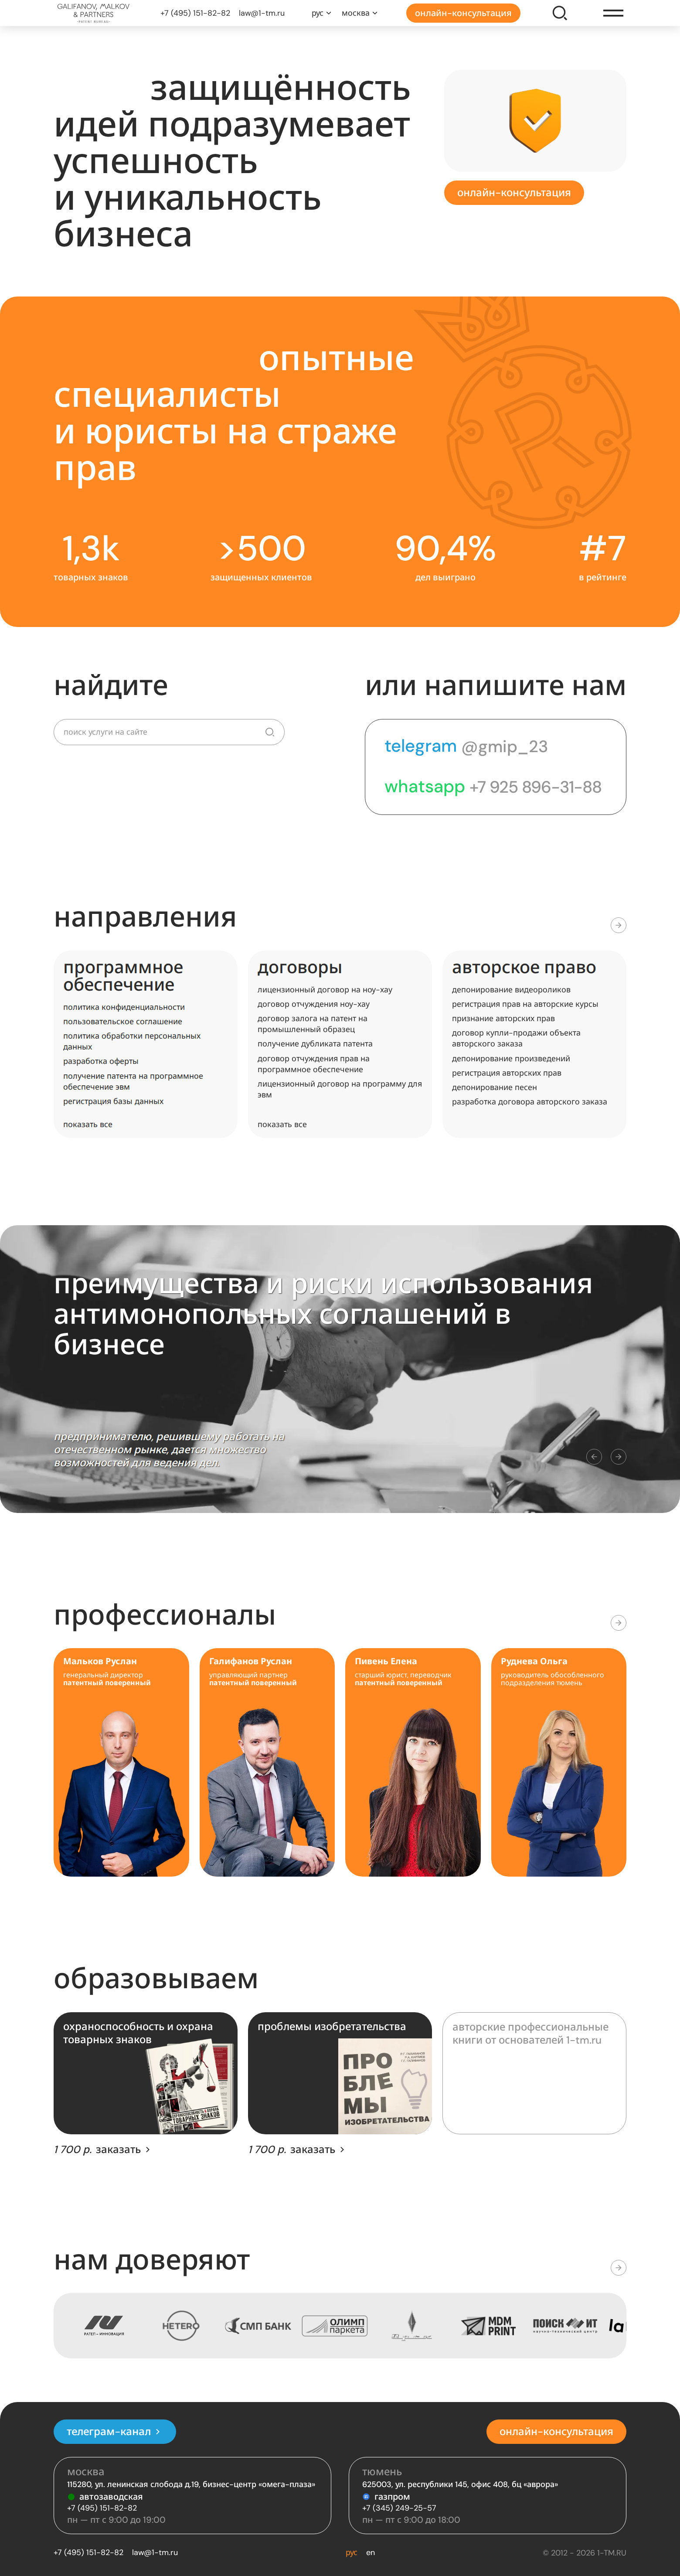 GALIFANOV, MALKOV
& PARTNERS
+7 (495) 151-82-82 law@1-tm.ru рус москва онлайн-консультация
защищённость
идей подразумевает
успешность
и уникальность
бизнеса
онлайн-консультация
опытные
специалисты
и юристы на страже
прав
1,3k
товарных знаков
>500
защищенных клиентов
90,4%
дел выиграно
#7
в рейтинге
найдите
поиск услуги на сайте
или напишите нам
telegram @gmip_23
whatsapp +7 925 896-31-88
направления
программное
обеспечение
политика конфиденциальности
пользовательское соглашение
политика обработки персональных
данных
разработка оферты
получение патента на программное
обеспечение эвм
регистрация базы данных
показать все
договоры
лицензионный договор на ноу-хау
договор отчуждения ноу-хау
договор залога на патент на
промышленный образец
получение дубликата патента
договор отчуждения прав на
программное обеспечение
лицензионный договор на программу для
эвм
показать все
авторское право
депонирование видеороликов
регистрация прав на авторские курсы
признание авторских прав
договор купли-продажи объекта
авторского заказа
депонирование произведений
регистрация авторских прав
депонирование песен
разработка договора авторского заказа
преимущества и риски использования
антимонопольных соглашений в
бизнесе
предпринимателю, решившему работать на
отечественном рынке, дается множество
возможностей для ведения дел.
профессионалы
Мальков Руслан
генеральный директор
патентный поверенный
Галифанов Руслан
управляющий партнер
патентный поверенный
Пивень Елена
старший юрист, переводчик
патентный поверенный
Руднева Ольга
руководитель обособленного
подразделения тюмень
образовываем
охраноспособность и охрана
товарных знаков
ТОВАРНЫХ ЗНАКОВ
1 700 р. заказать
проблемы изобретательства
ПРО
БЛЕ
МЫ
ИЗОБРЕТАТЕЛЬСТВА
1 700 р. заказать
авторские профессиональные
книги от основателей 1-tm.ru
нам доверяют
HETERO
СМП БАНК
ОЛИМП
паркета
MDM
PRINT
ПОИСК ИТ
la
телеграм-канал
онлайн-консультация
москва
115280, ул. ленинская слобода д.19, бизнес-центр «омега-плаза»
автозаводская
+7 (495) 151-82-82
пн — пт с 9:00 до 19:00
тюмень
625003, ул. республики 145, офис 408, бц «аврора»
газпром
+7 (345) 249-25-57
пн — пт с 9:00 до 18:00
+7 (495) 151-82-82 law@1-tm.ru рус en © 2012 - 2026 1-TM.RU